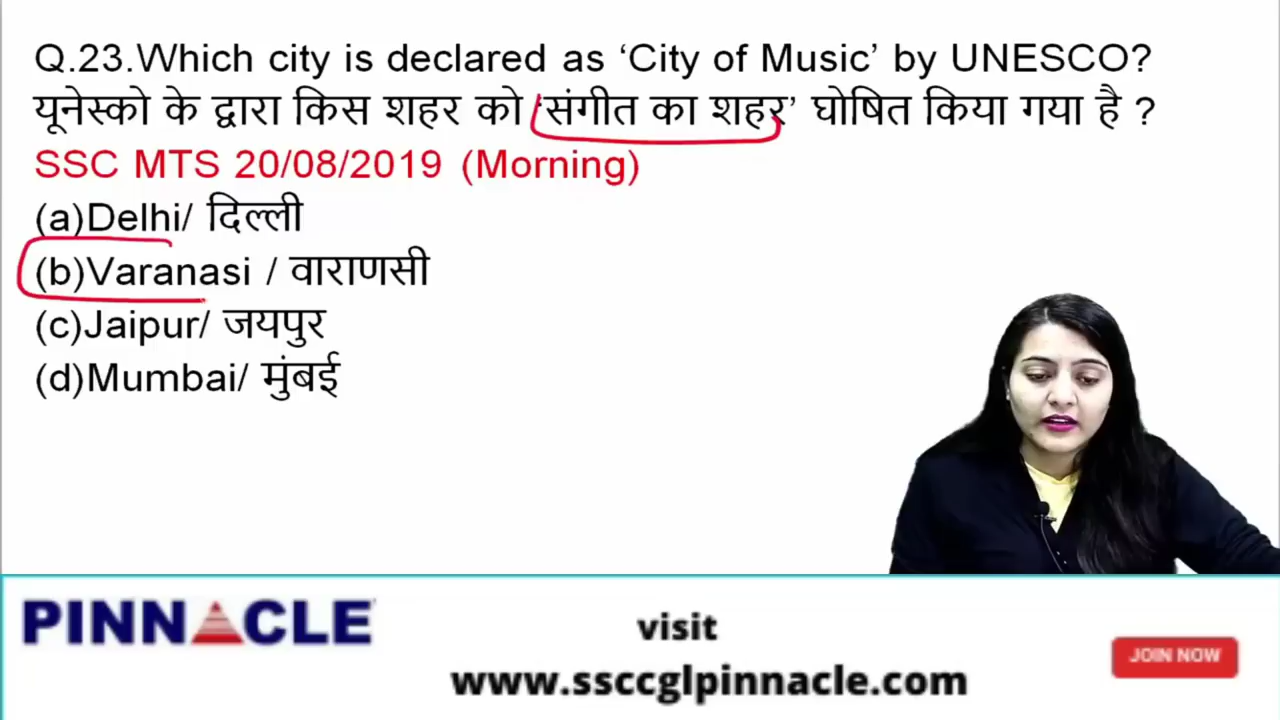 Q.23.Which city is declared as ‘City of Music’ by UNESCO?
यूनेस्को के द्वारा किस शहर को ‘संगीत का शहर’ घोषित किया गया है ?
SSC MTS 20/08/2019 (Morning)
(a)Delhi/ दिल्ली
(b)Varanasi / वाराणसी
(c)Jaipur/ जयपुर
(d)Mumbai/ मुंबई
PINNACLE
visit
www.ssccglpinnacle.com
JOIN NOW